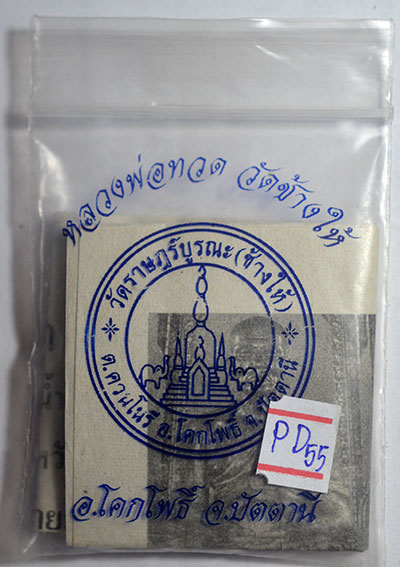 หลวงพ่อทวด วัดช้างให้
วัดราษฎร์บูรณะ(ช้างให้)
ต.ควนโนรี อ.โคกโพธิ์ จ.ปัตตานี
PD55
อ.โคกโพธิ์ จ.ปัตตานี